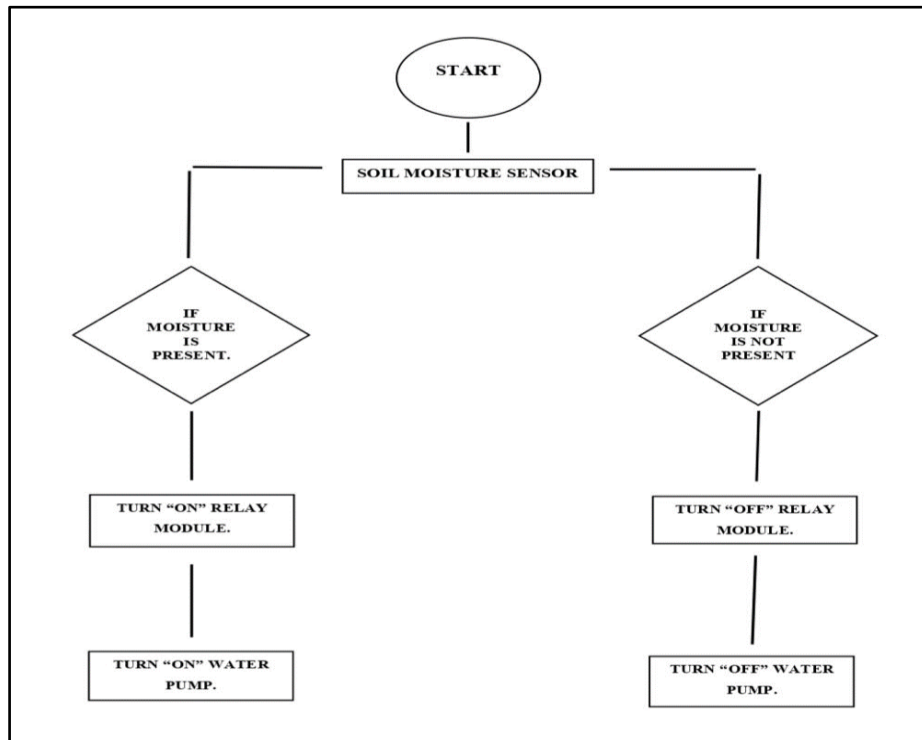 START
SOIL MOISTURE SENSOR
IF
MOISTURE
IS
PRESENT.
IF
MOISTURE
IS NOT
PRESENT
TURN “ON” RELAY
MODULE.
TURN “OFF” RELAY
MODULE.
TURN “ON” WATER
PUMP.
TURN “OFF” WATER
PUMP.